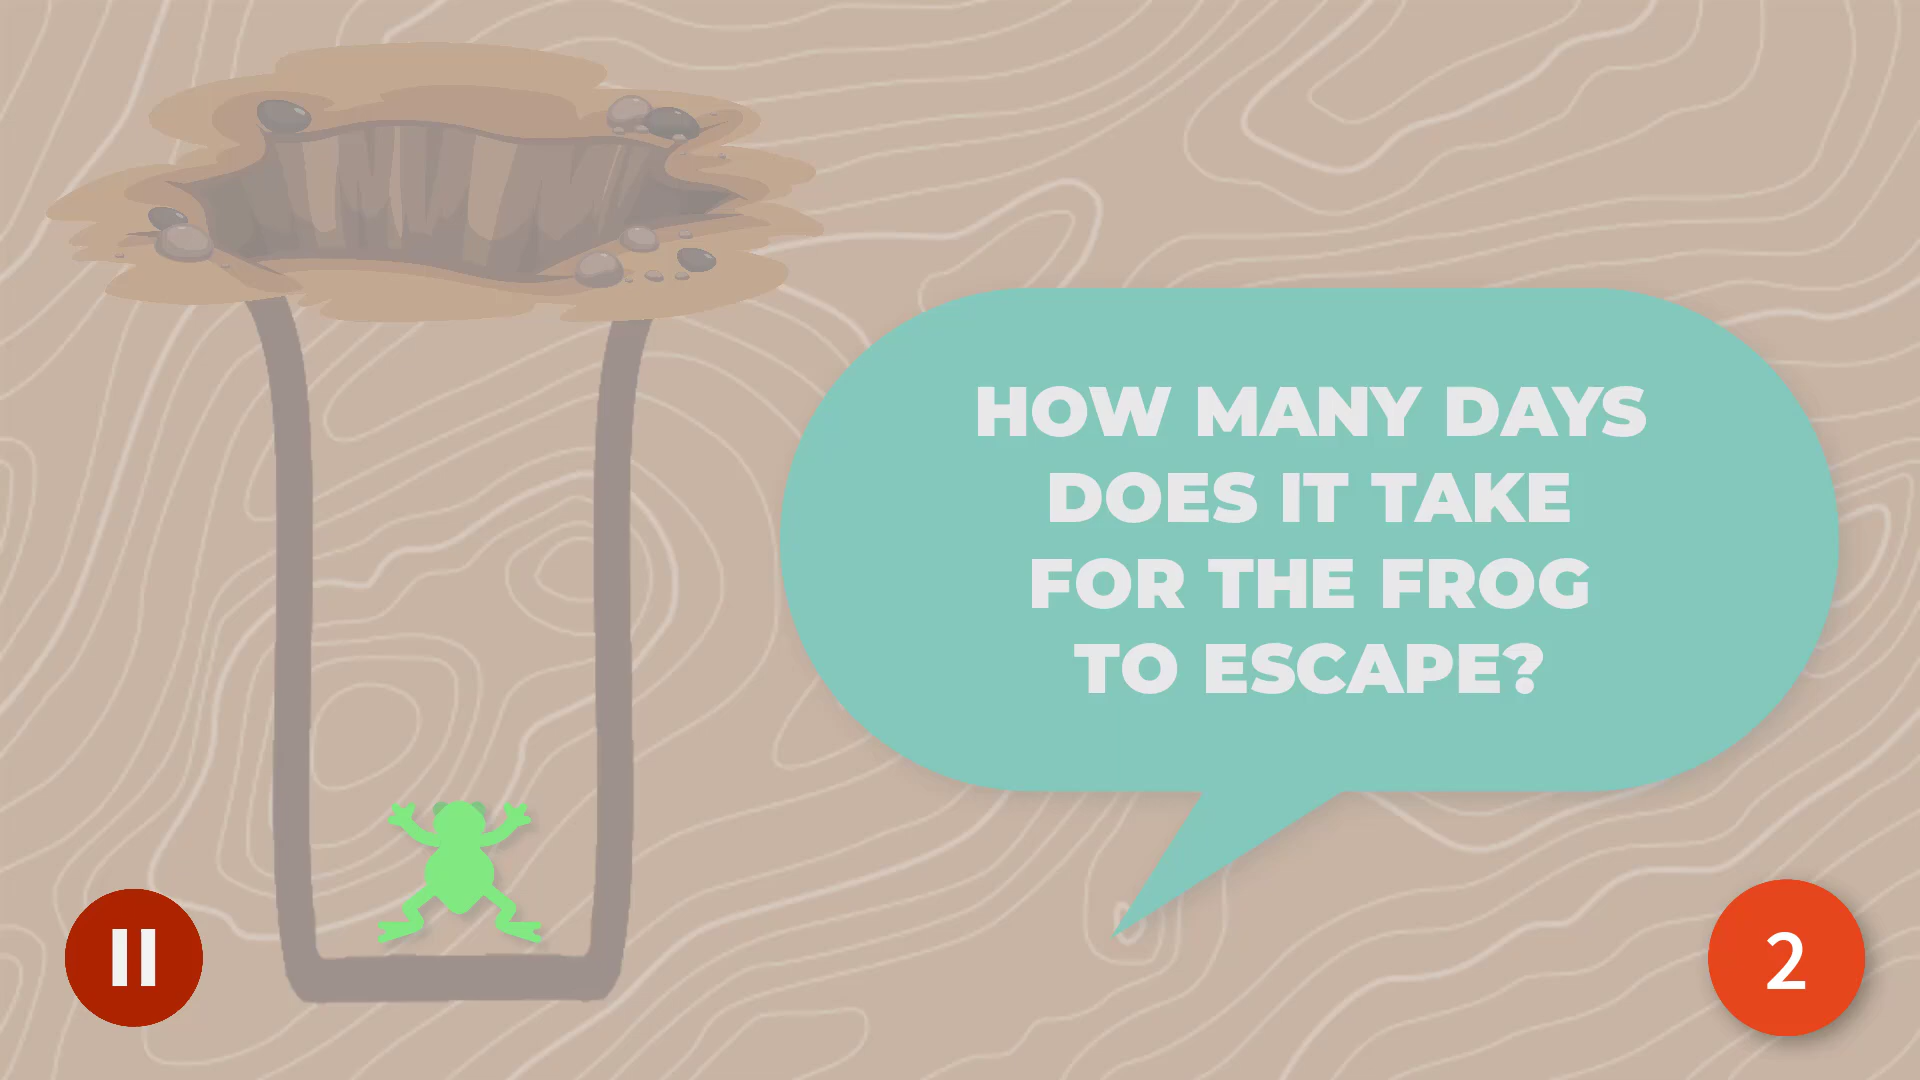 HOW MANY DAYS
DOES IT TAKE
FOR THE FROG
TO ESCAPE?
2